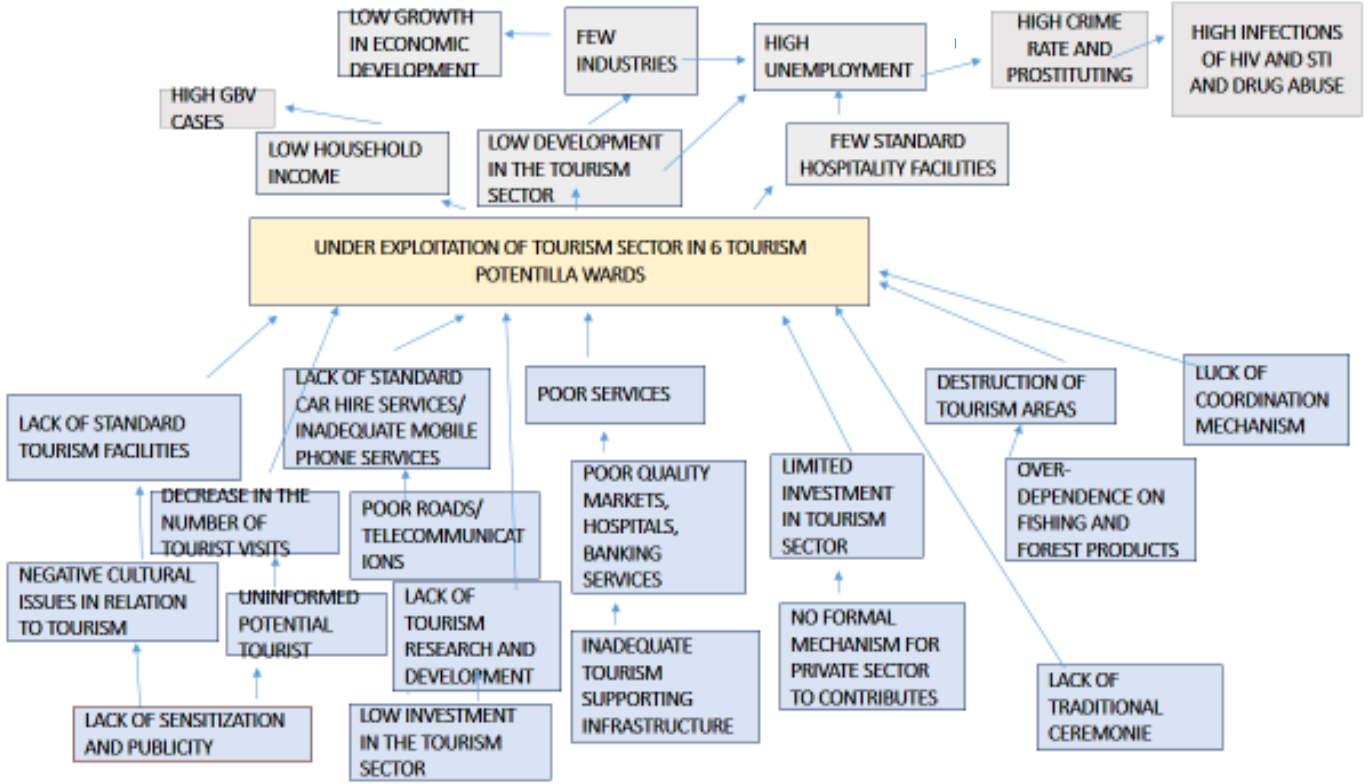 LOW GROWTH
IN ECONOMIC
DEVELOPMENT
FEW
INDUSTRIES
HIGH
UNEMPLOYMENT
HIGH CRIME
RATE AND
PROSTITUTING
HIGH INFECTIONS
OF HIV AND STI
AND DRUG ABUSE
HIGH GBV
CASES
LOW HOUSEHOLD
INCOME
LOW DEVELOPMENT
IN THE TOURISM
SECTOR
FEW STANDARD
HOSPITALITY FACILITIES
UNDER EXPLOITATION OF TOURISM SECTOR IN 6 TOURISM
POTENTILLA WARDS
LACK OF STANDARD
TOURISM FACILITIES
LACK OF STANDARD
CAR HIRE SERVICES/
INADEQUATE MOBILE
PHONE SERVICES
POOR SERVICES
DESTRUCTION OF
TOURISM AREAS
LUCK OF
COORDINATION
MECHANISM
DECREASE IN THE
NUMBER OF
TOURIST VISITS
POOR ROADS/
TELECOMMUNICAT
IONS
POOR QUALITY
MARKETS,
HOSPITALS,
BANKING
SERVICES
LIMITED
INVESTMENT
IN TOURISM
SECTOR
OVER-
DEPENDENCE ON
FISHING AND
FOREST PRODUCTS
NEGATIVE CULTURAL
ISSUES IN RELATION
TO TOURISM
UNINFORMED
POTENTIAL
TOURIST
LACK OF
TOURISM
RESEARCH AND
DEVELOPMENT
INADEQUATE
TOURISM
SUPPORTING
INFRASTRUCTURE
NO FORMAL
MECHANISM FOR
PRIVATE SECTOR
TO CONTRIBUTES
LACK OF
TRADITIONAL
CEREMONIE
LACK OF SENSITIZATION
AND PUBLICITY
LOW INVESTMENT
IN THE TOURISM
SECTOR